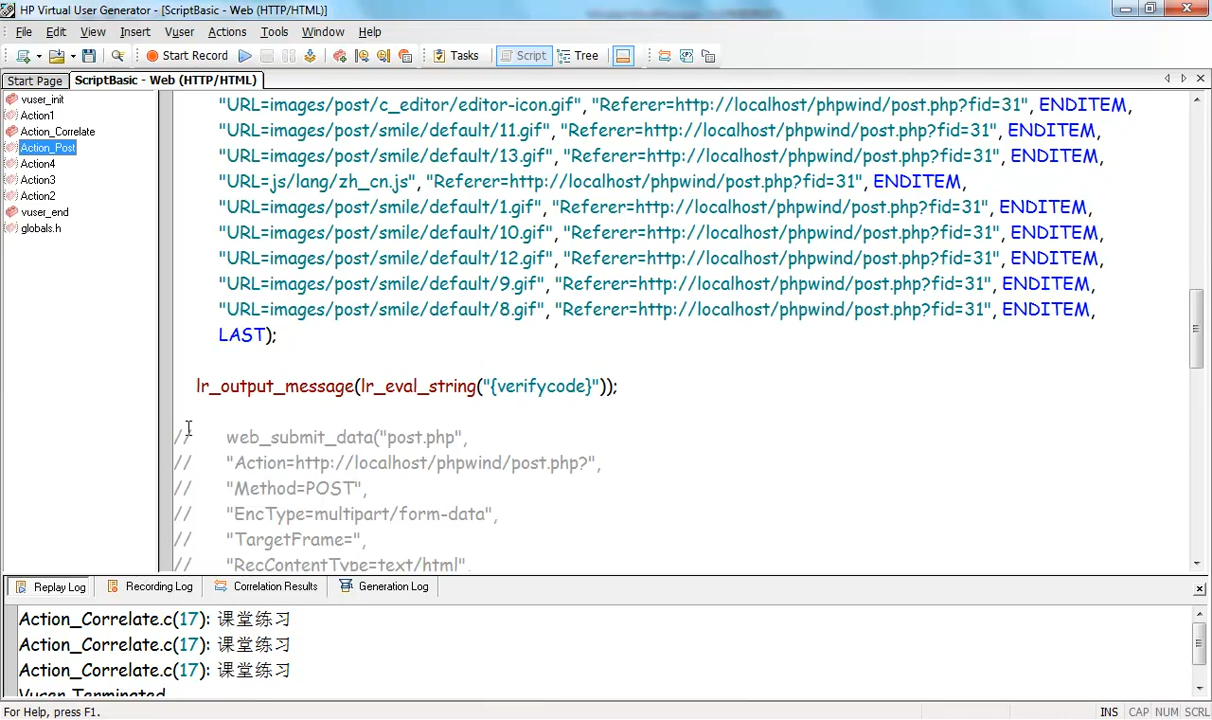 HP Virtual User Generator - [ScriptBasic - Web (HTTP/HTML)]
File Edit View Insert Vuser Actions Tools Window Help
Start Record Tasks Script Tree
Start Page ScriptBasic - Web (HTTP/HTML)
vuser_init
Action1
Action_Correlate
Action_Post
Action4
Action3
Action2
vuser_end
globals.h
"URL=images/post/c_editor/editor-icon.gif", "Referer=http://localhost/phpwind/post.php?fid=31", ENDITEM,
"URL=images/post/smile/default/11.gif", "Referer=http://localhost/phpwind/post.php?fid=31", ENDITEM,
"URL=images/post/smile/default/13.gif", "Referer=http://localhost/phpwind/post.php?fid=31", ENDITEM,
"URL=js/lang/zh_cn.js", "Referer=http://localhost/phpwind/post.php?fid=31", ENDITEM,
"URL=images/post/smile/default/1.gif", "Referer=http://localhost/phpwind/post.php?fid=31", ENDITEM,
"URL=images/post/smile/default/10.gif", "Referer=http://localhost/phpwind/post.php?fid=31", ENDITEM,
"URL=images/post/smile/default/12.gif", "Referer=http://localhost/phpwind/post.php?fid=31", ENDITEM,
"URL=images/post/smile/default/9.gif", "Referer=http://localhost/phpwind/post.php?fid=31", ENDITEM,
"URL=images/post/smile/default/8.gif", "Referer=http://localhost/phpwind/post.php?fid=31", ENDITEM,
LAST);
lr_output_message(lr_eval_string("{verifycode}"));
// web_submit_data("post.php",
// "Action=http://localhost/phpwind/post.php?",
// "Method=POST",
// "EncType=multipart/form-data",
// "TargetFrame=",
// "RecContentType=text/html",
Replay Log Recording Log Correlation Results Generation Log
Action_Correlate.c(17): 课堂练习
Action_Correlate.c(17): 课堂练习
Action_Correlate.c(17): 课堂练习
Vuser Terminated.
For Help, press F1. INS CAP NUM SCRL